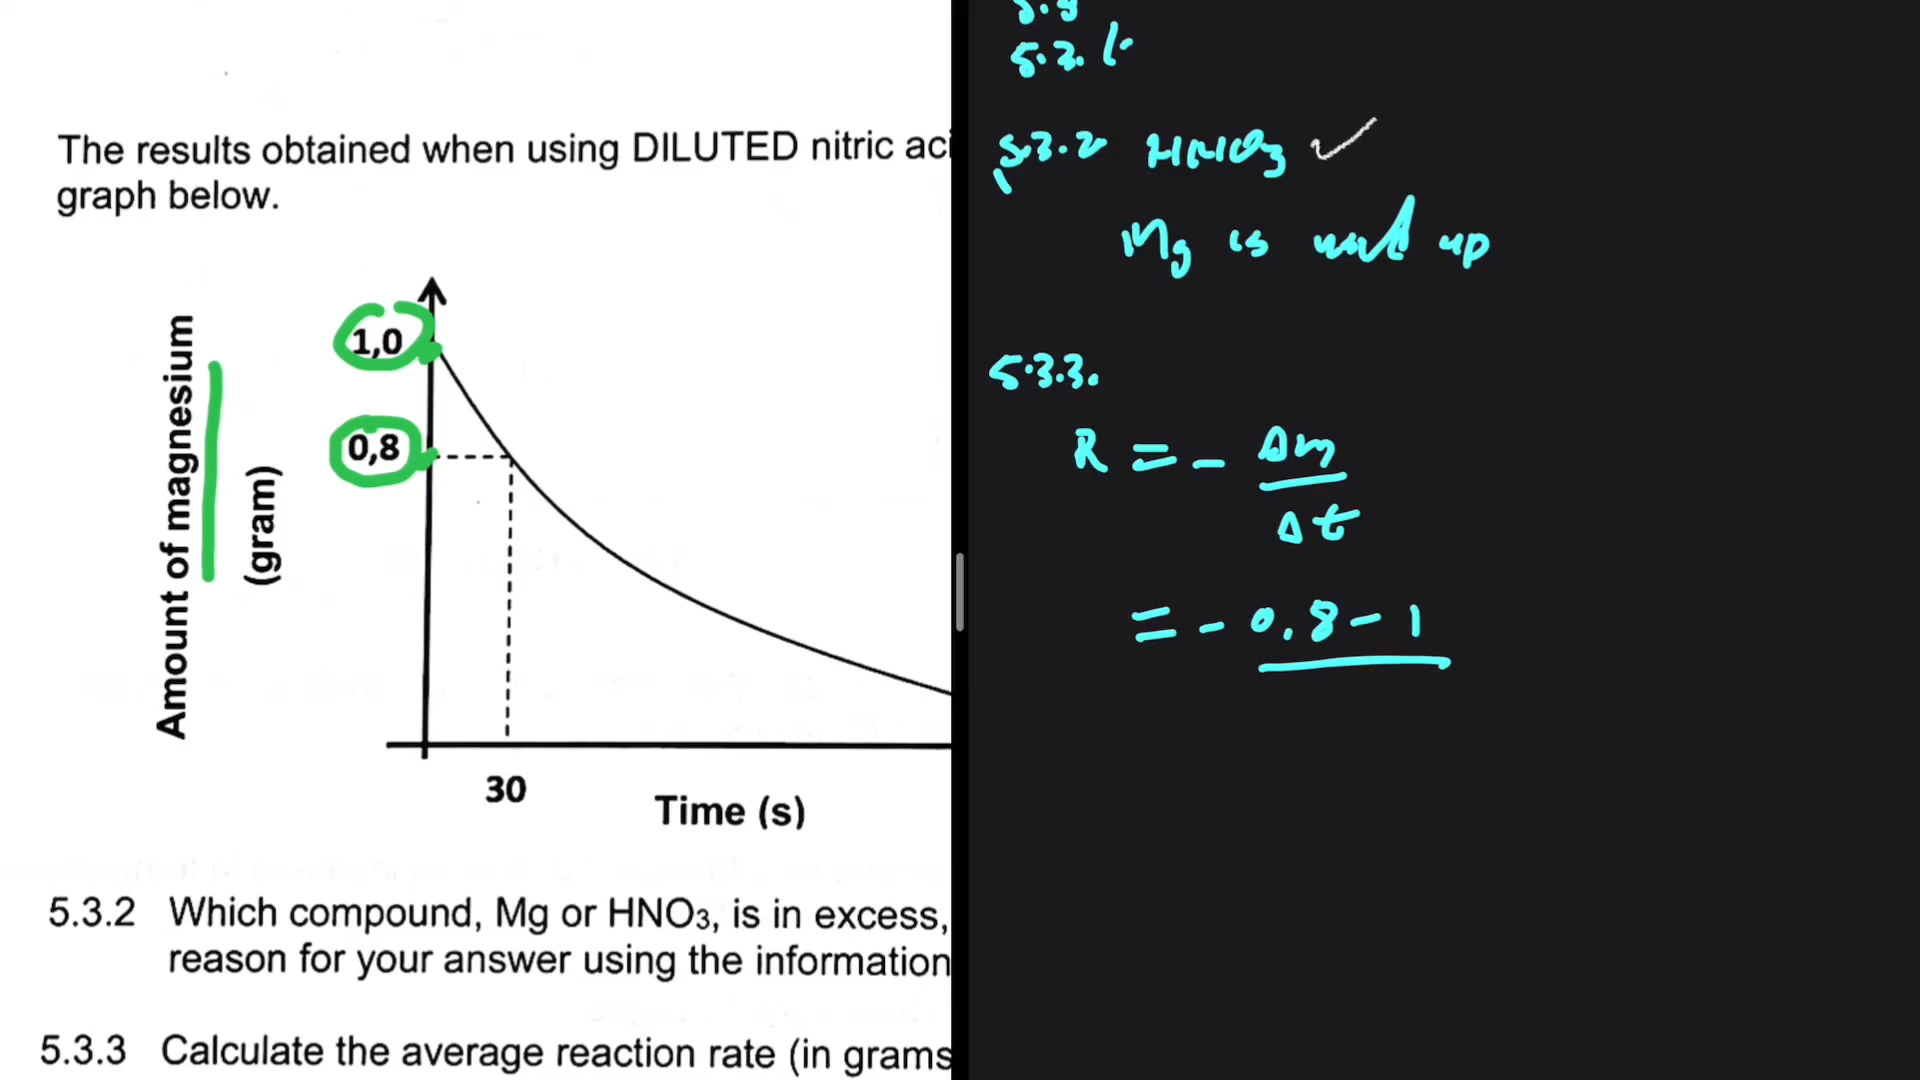 The results obtained when using DILUTED nitric aci
graph below.
Amount of magnesium
(gram)
1,0
0,8
30
Time (s)
5.3.2 Which compound, Mg or HNO₃, is in excess,
reason for your answer using the information
5.3.3 Calculate the average reaction rate (in grams
5.3.2 HNO₃ ✓
Mg is used up
5.3.3.
R = - Δm
Δt
= - 0.8 - 1